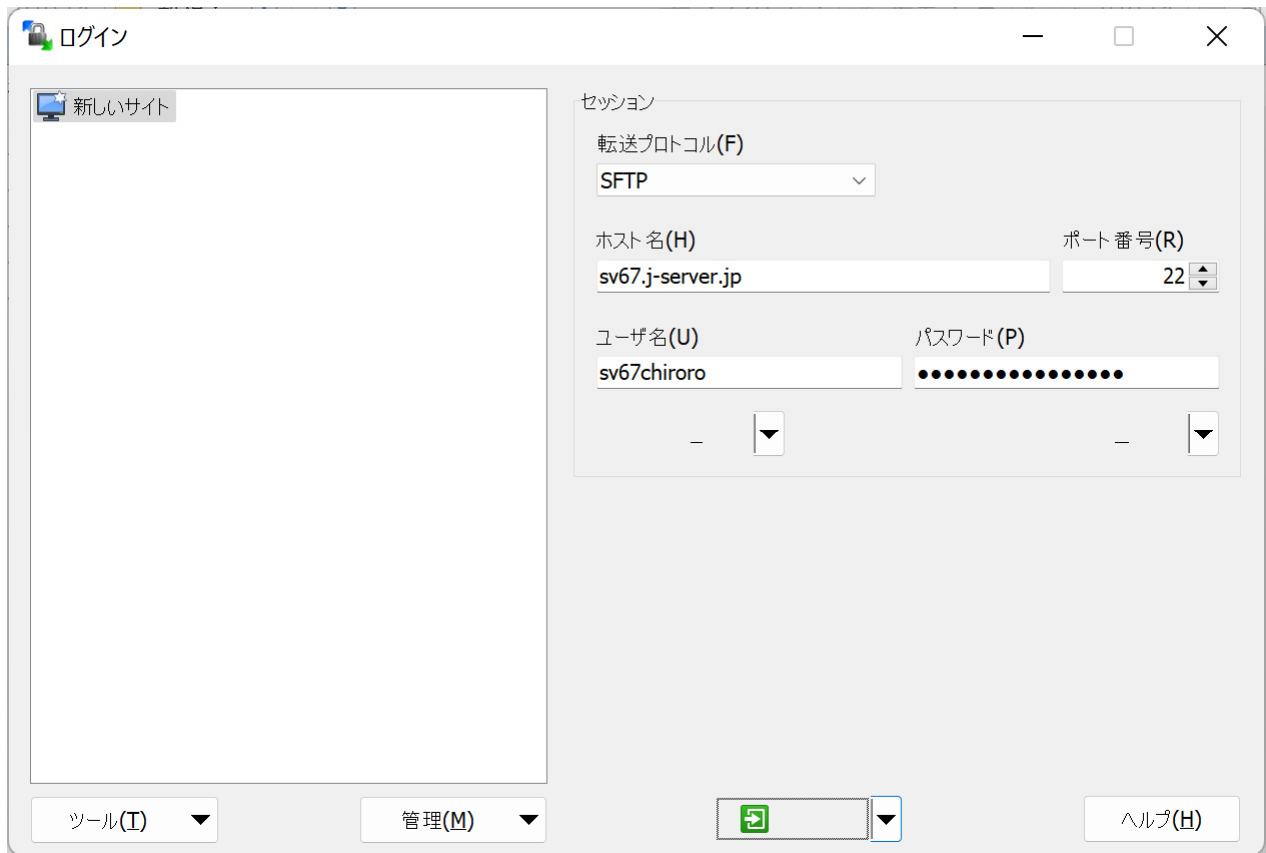 ログイン
新しいサイト
セッション
転送プロトコル(F)
SFTP
ホスト名(H)
ポート番号(R)
sv67.j-server.jp
22
ユーザ名(U)
パスワード(P)
sv67chiroro
●●●●●●●●●●●●●●●●
ツール(T)
管理(M)
ヘルプ(H)